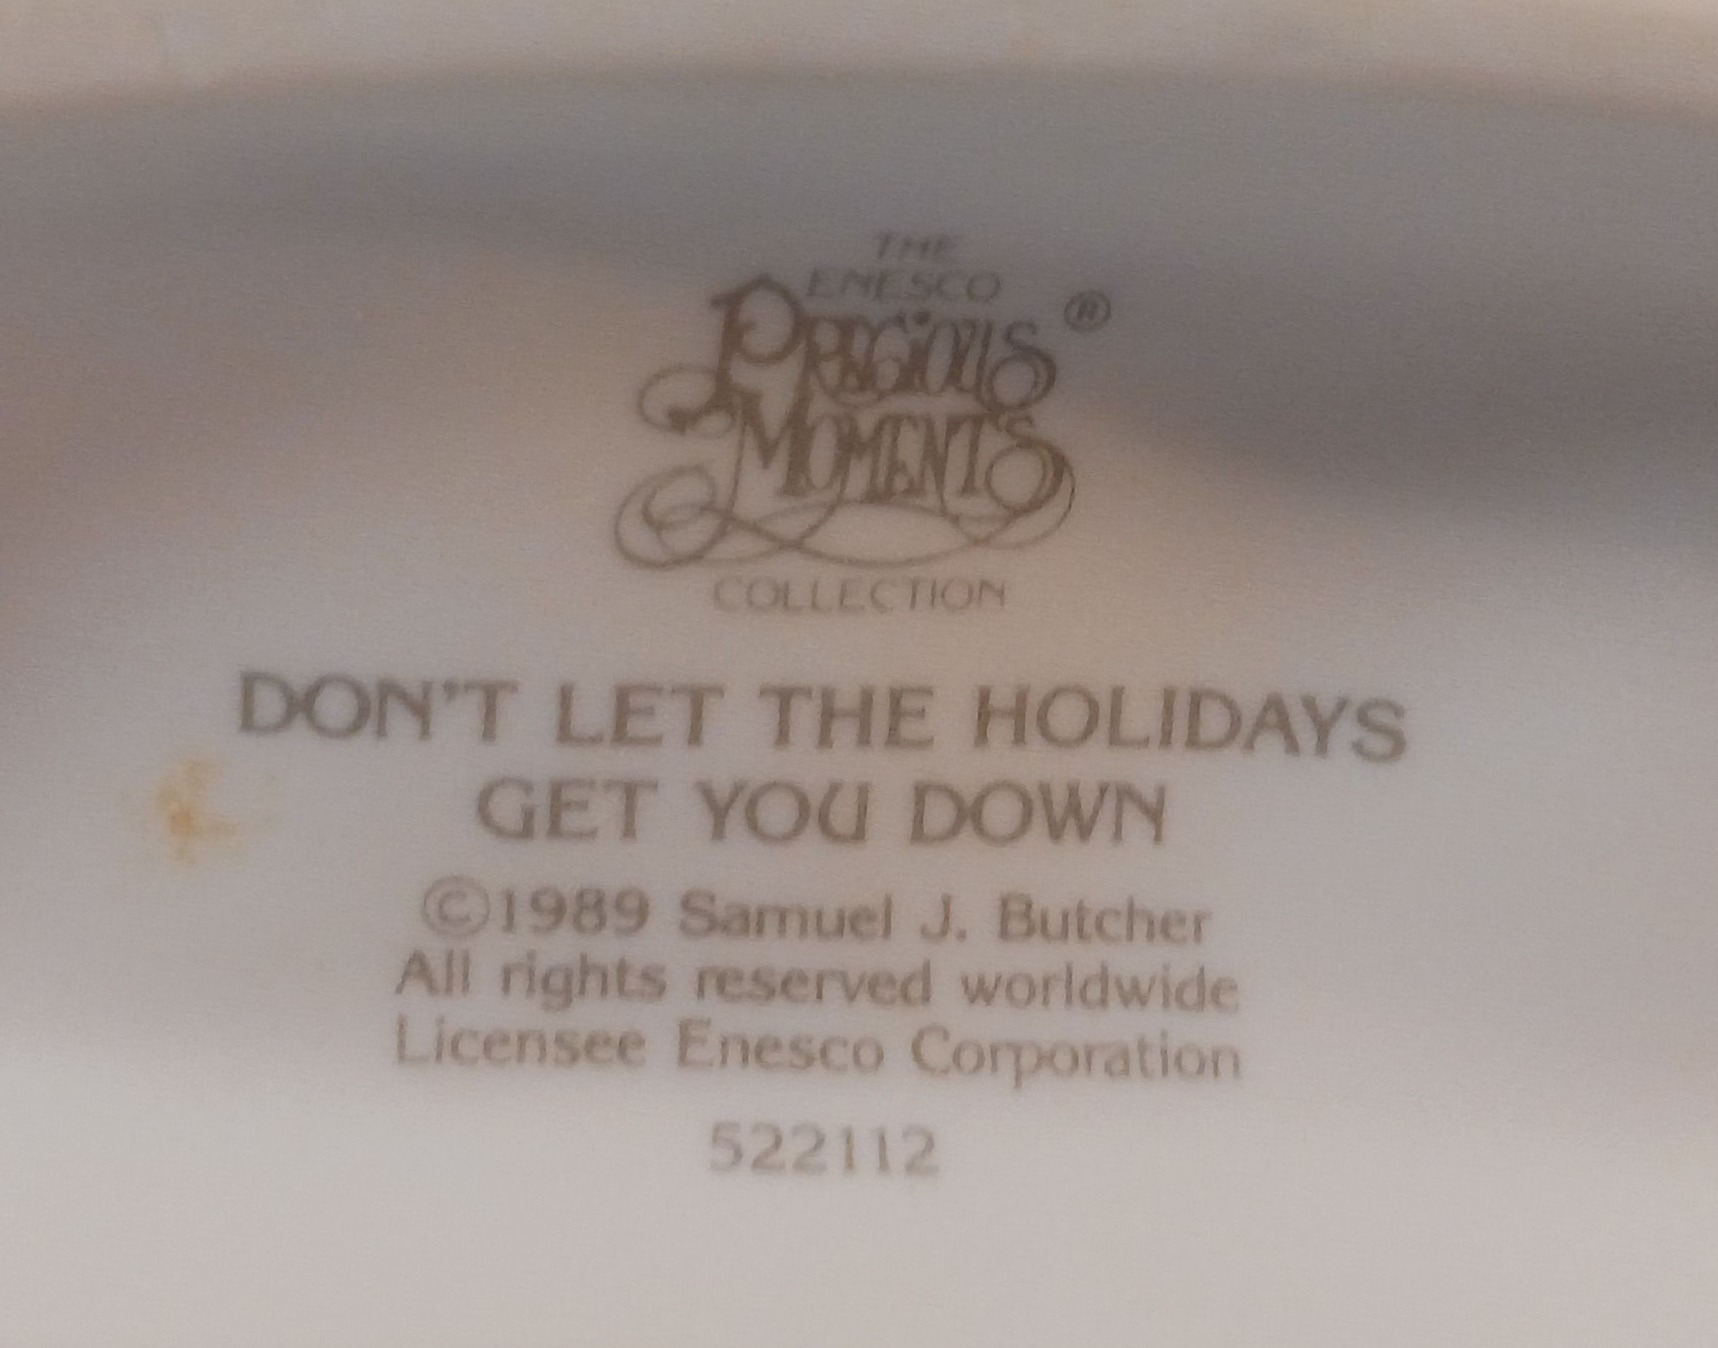 THE
ENESCO
PRECIOUS ®
MOMENTS
COLLECTION
DON'T LET THE HOLIDAYS
GET YOU DOWN
©1989 Samuel J. Butcher
All rights reserved worldwide
Licensee Enesco Corporation
522112